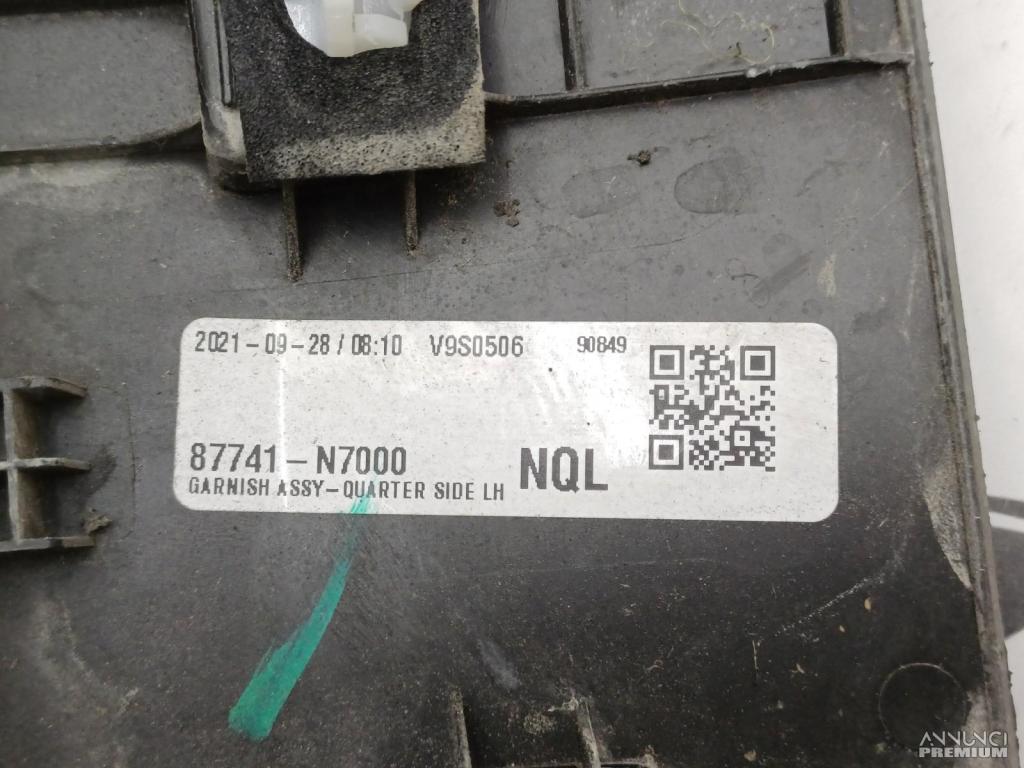 2021-09-28/08:10 V9S0506 90849
87741-N7000 NQL
GARNISH ASSY-QUARTER SIDE LH
ANNUNCI
PREMIUM